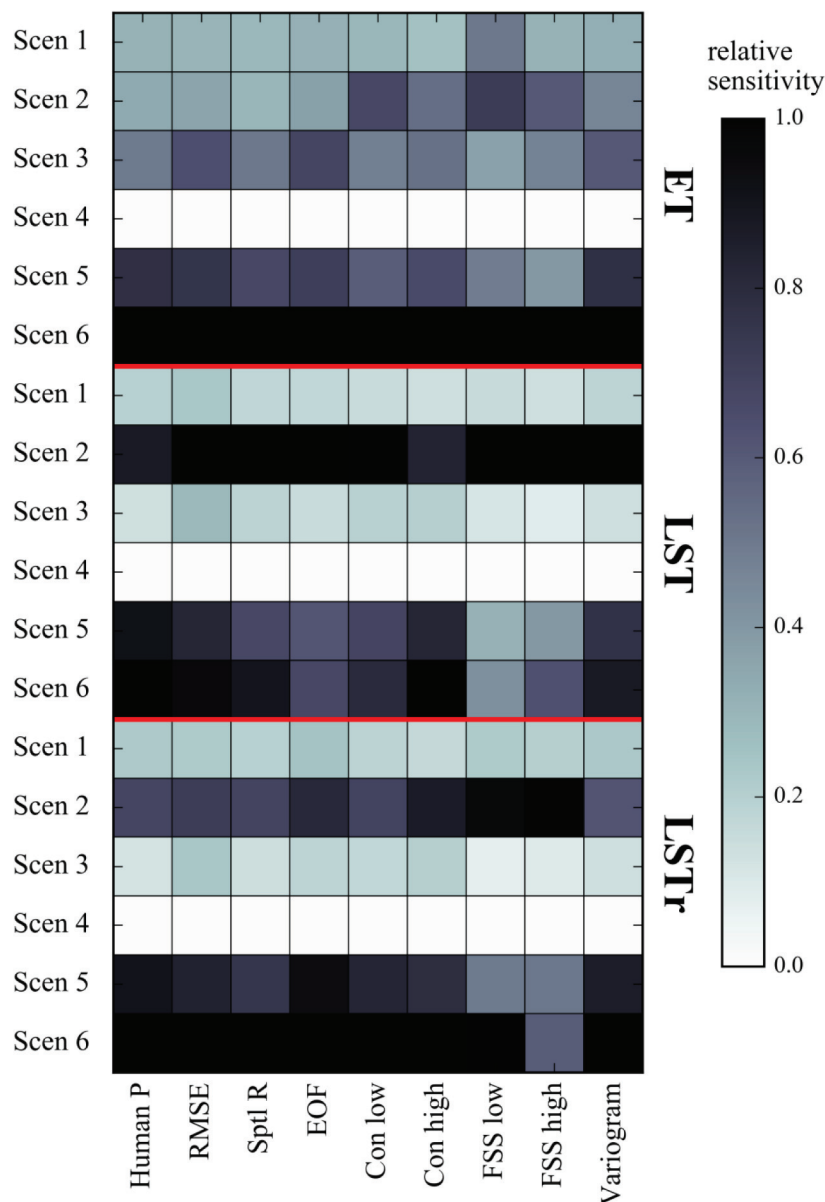 relative
sensitivity
Scen 1
Scen 2
Scen 3
Scen 4
Scen 5
Scen 6
ET
Scen 1
Scen 2
Scen 3
Scen 4
Scen 5
Scen 6
LST
Scen 1
Scen 2
Scen 3
Scen 4
Scen 5
Scen 6
LSTr
1.0
0.8
0.6
0.4
0.2
0.0
Human P
RMSE
Sptl R
EOF
Con low
Con high
FSS low
FSS high
Variogram